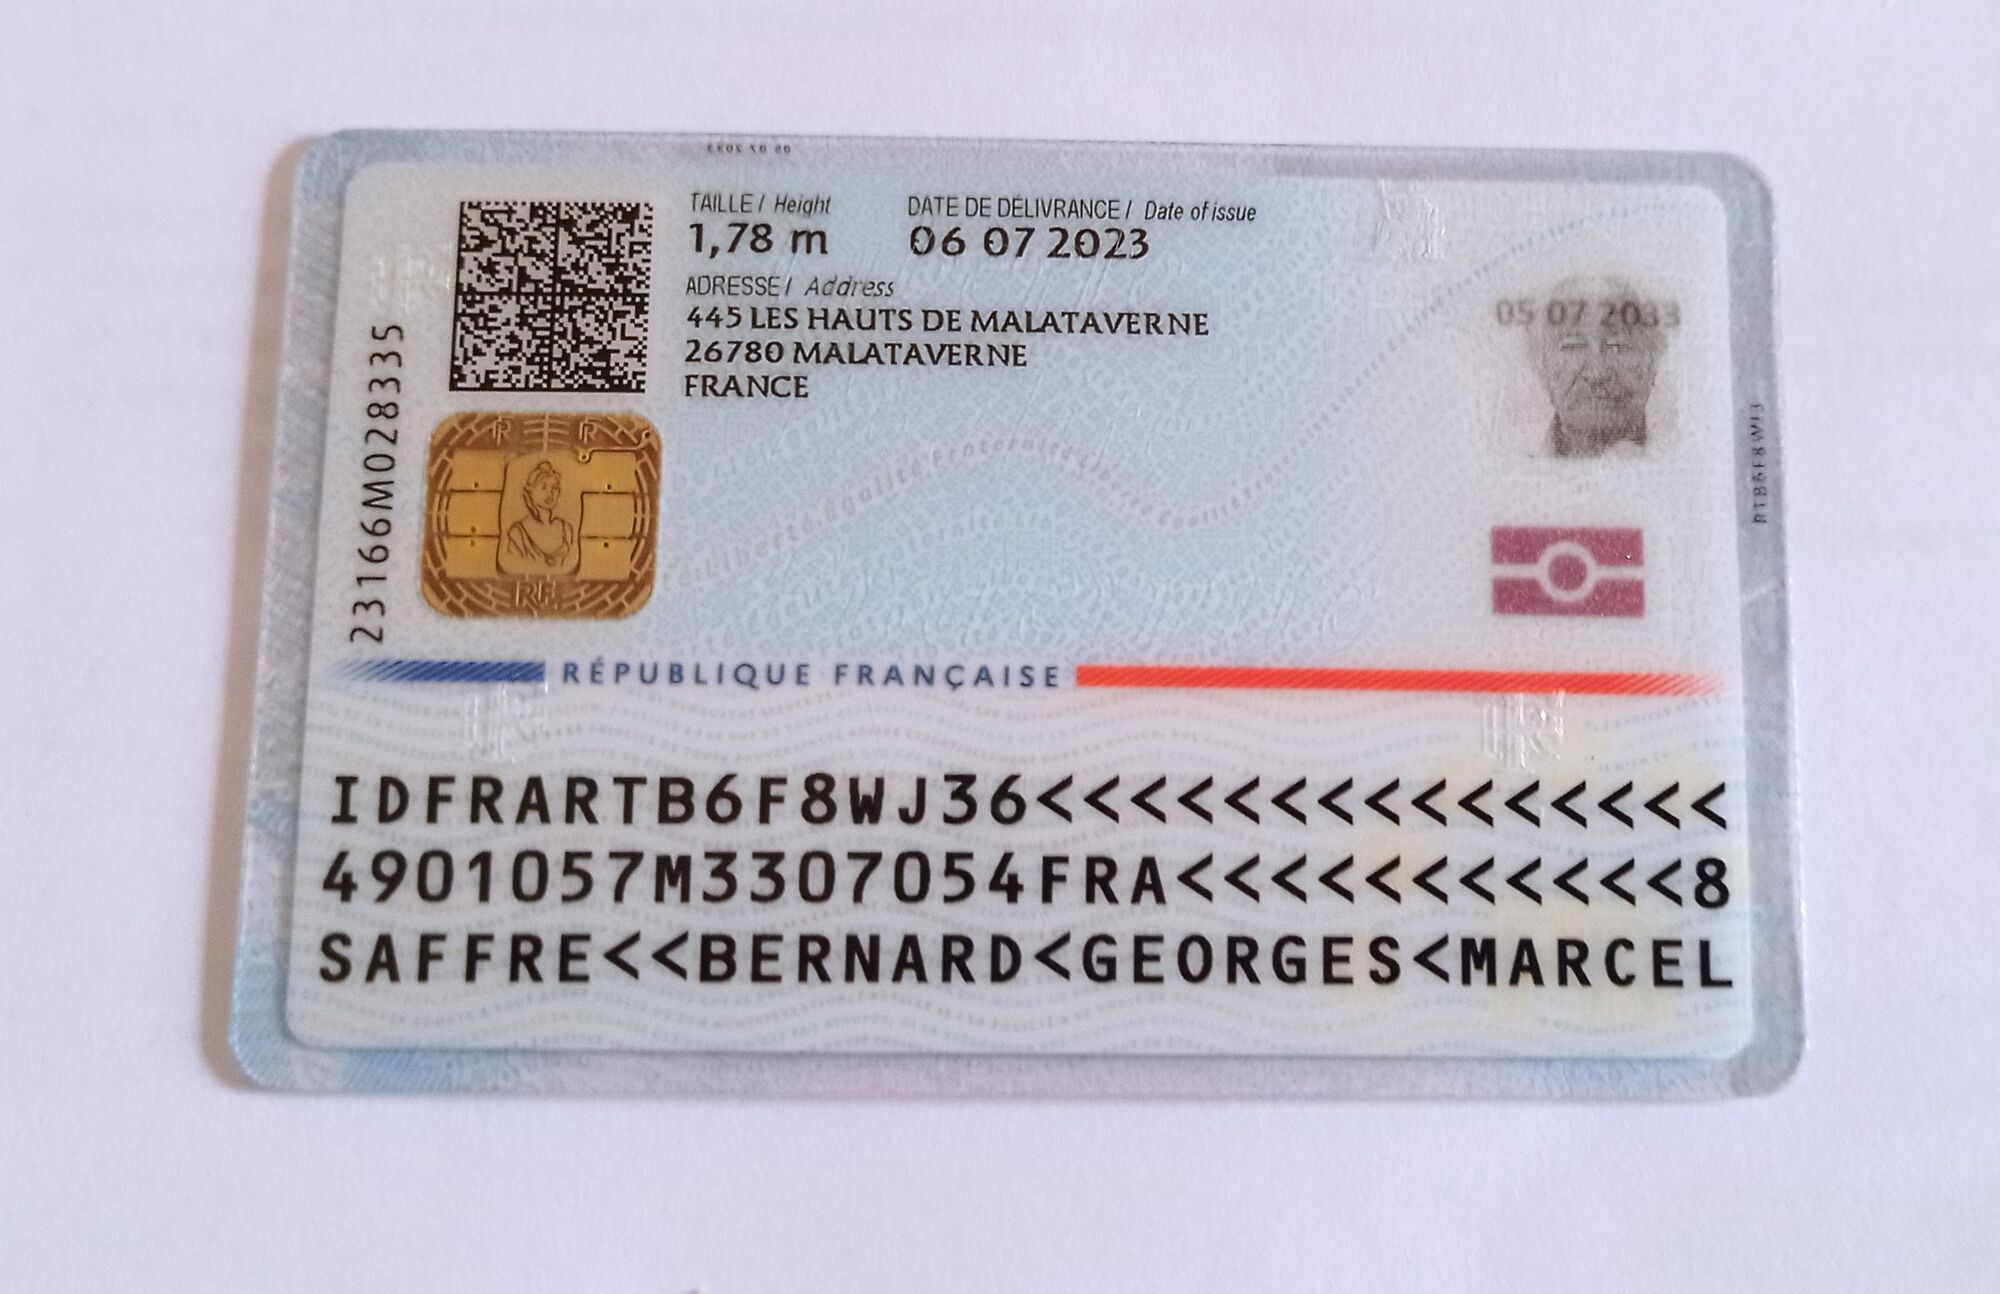 TAILLE / Height DATE DE DÉLIVRANCE / Date of issue
1,78 m 06 07 2023
ADRESSE / Address
445 LES HAUTS DE MALATAVERNE
26780 MALATAVERNE
FRANCE
05 07 2033
23166M028335
RÉPUBLIQUE FRANÇAISE
IDFRARTB6F8WJ36<<<<<<<<<<<<<<<
4901057M3307054FRA<<<<<<<<<<<8
SAFFRE<<BERNARD<GEORGES<MARCEL